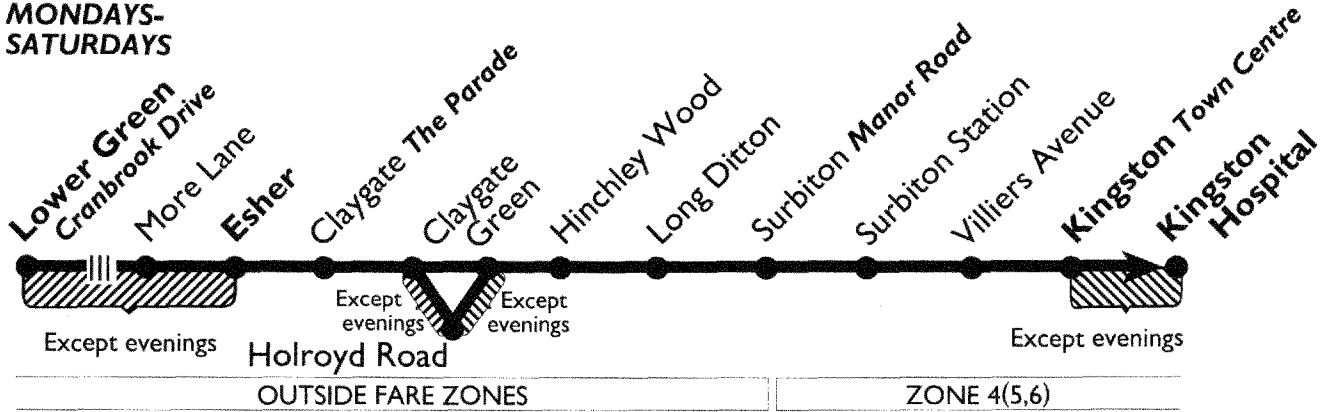 MONDAYS-
SATURDAYS
Lower Green
Cranbrook Drive
More Lane
Esher
Claygate The Parade
Claygate
Green
Hinchley Wood
Long Ditton
Surbiton Manor Road
Surbiton Station
Villiers Avenue
Kingston Town Centre
Kingston
Hospital
Except evenings
Except
evenings
Except
evenings
Except evenings
Holroyd Road
OUTSIDE FARE ZONES
ZONE 4(5,6)